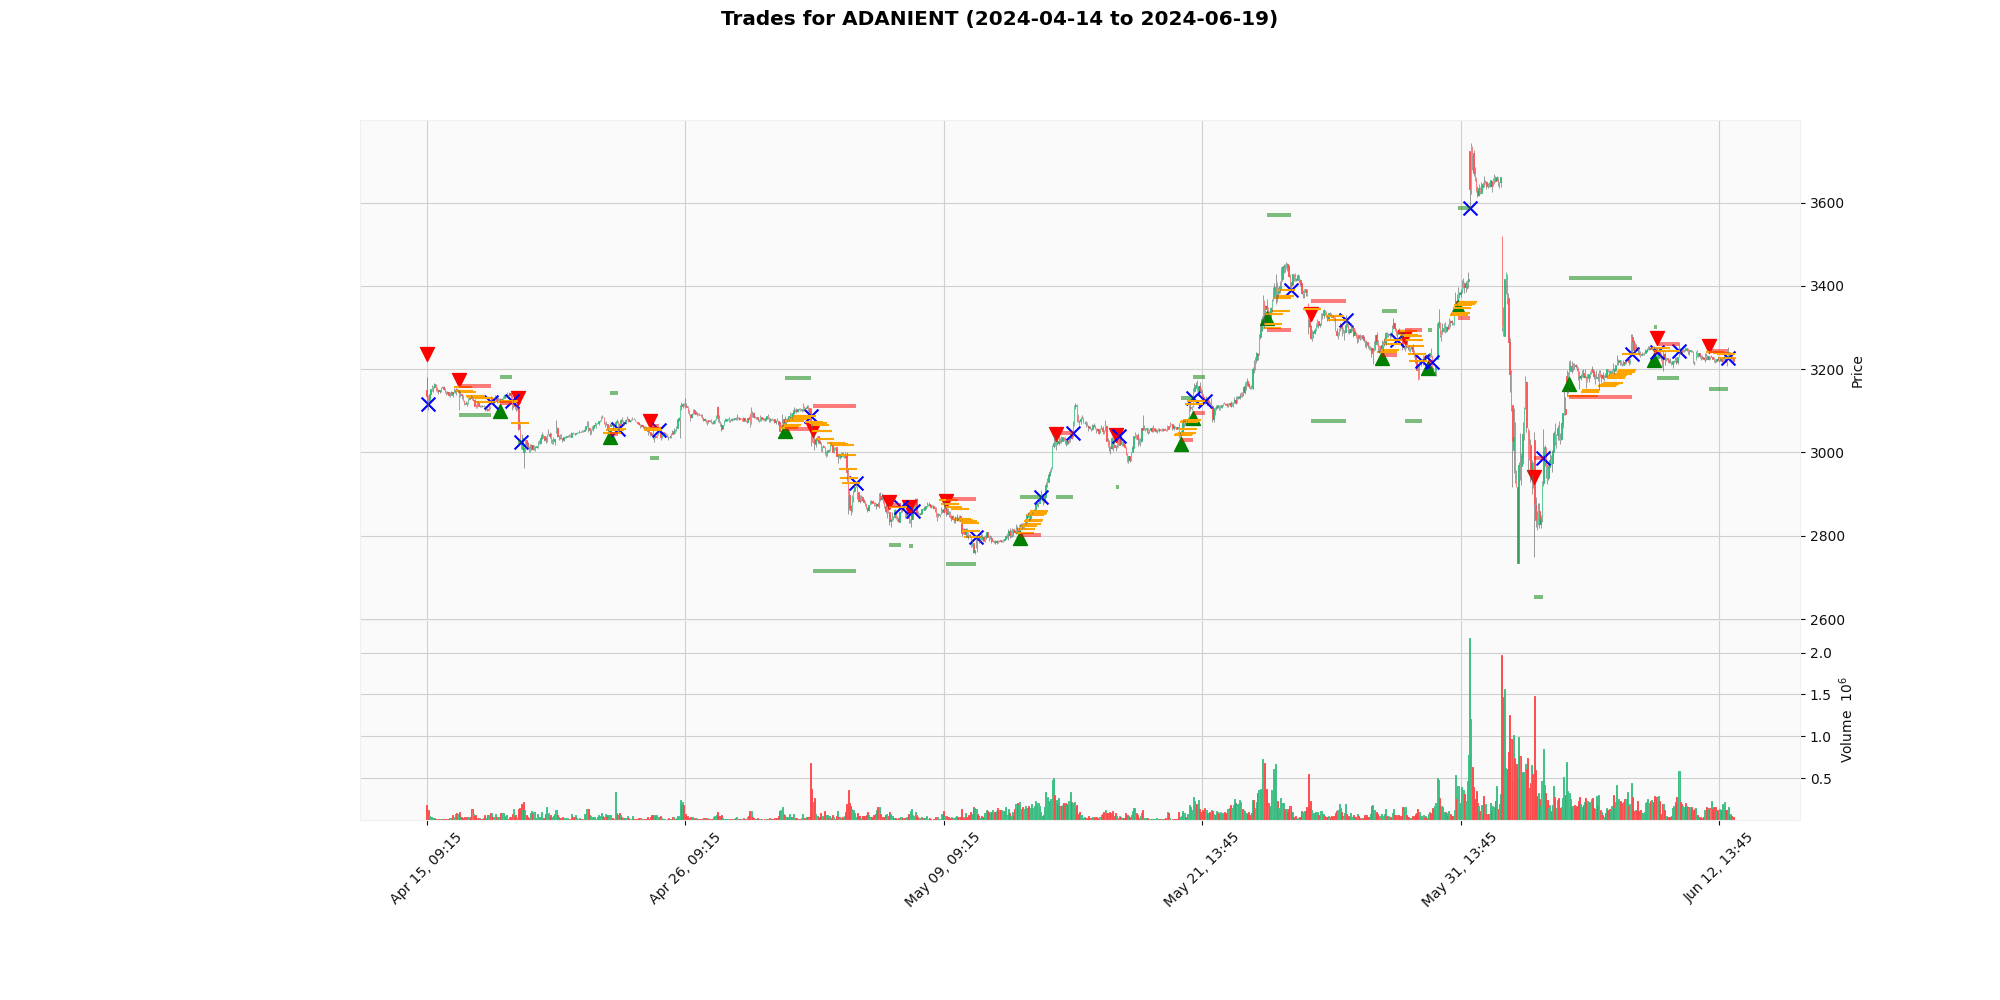 Trades for ADANIENT (2024-04-14 to 2024-06-19)
3600
3400
3200
3000
2800
2600
Price
2.0
1.5
1.0
0.5
Volume 10^6
Apr 15, 09:15
Apr 26, 09:15
May 09, 09:15
May 21, 13:45
May 31, 13:45
Jun 12, 13:45